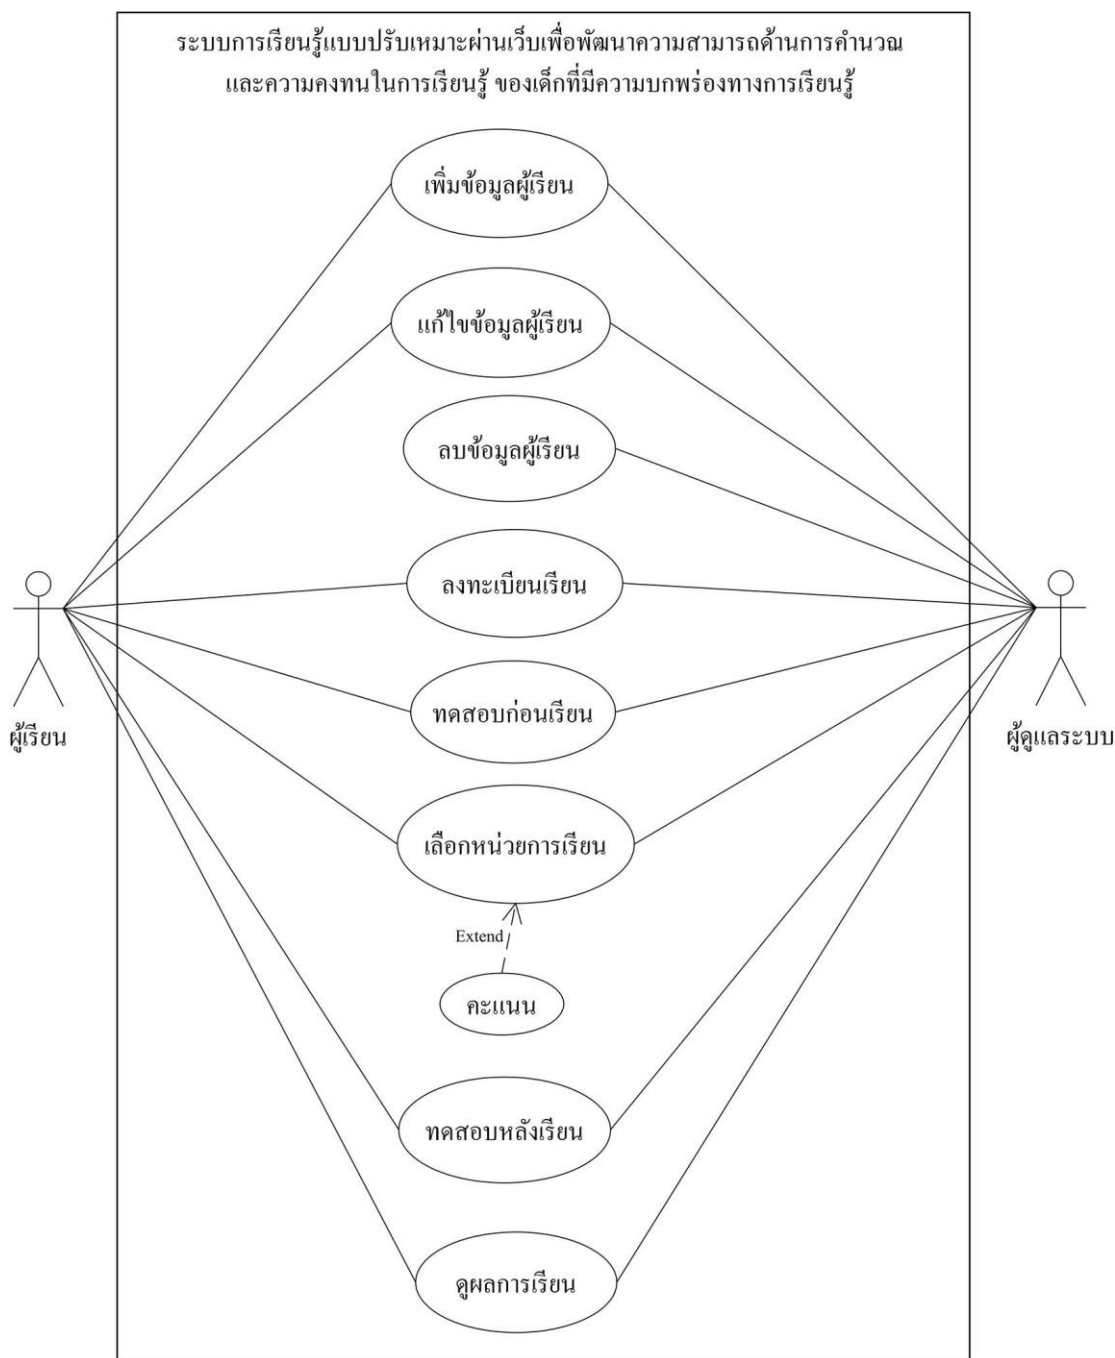 ระบบการเรียนรู้แบบปรับเหมาะผ่านเว็บเพื่อพัฒนาความสามารถด้านการคำนวณ
และความคงทนในการเรียนรู้ ของเด็กที่มีความบกพร่องทางการเรียนรู้
เพิ่มข้อมูลผู้เรียน
แก้ไขข้อมูลผู้เรียน
ลบข้อมูลผู้เรียน
ลงทะเบียนเรียน
ทดสอบก่อนเรียน
ผู้เรียน
ผู้ดูแลระบบ
เลือกหน่วยการเรียน
Extend
คะแนน
ทดสอบหลังเรียน
ดูผลการเรียน